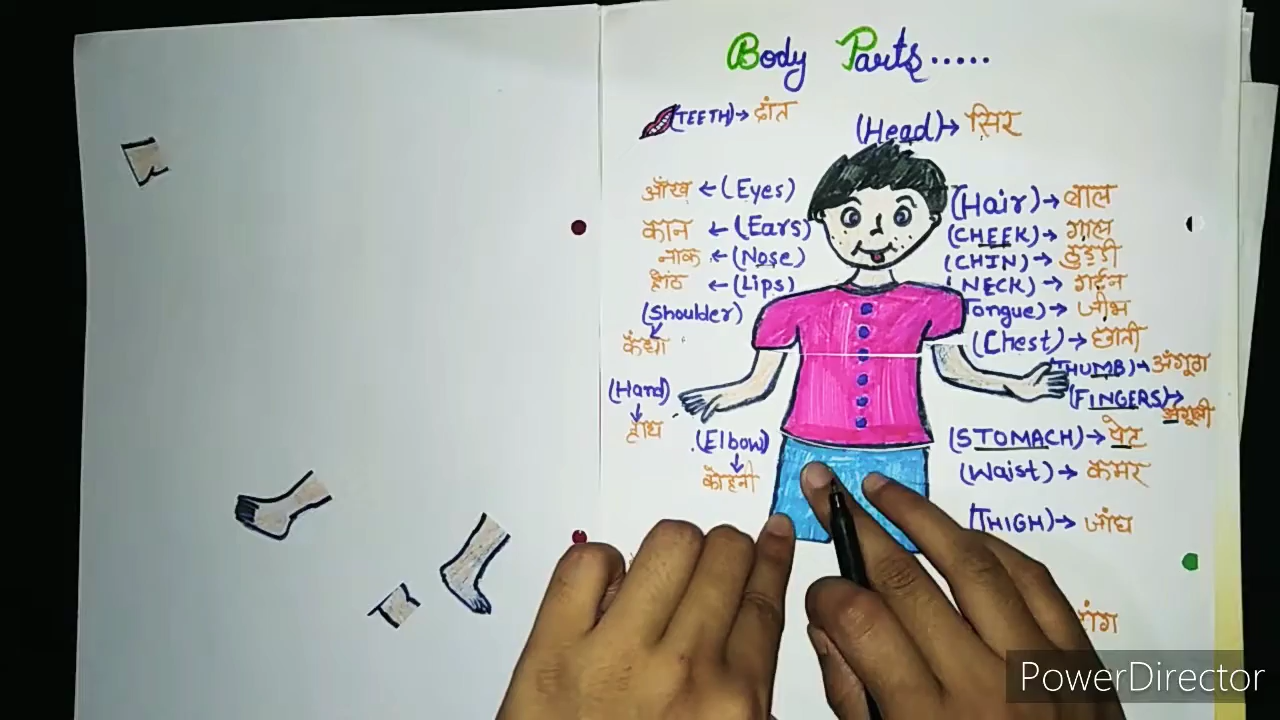 Body Parts.....
(TEETH)→ दांत
(Head)→ सिर
आँख ←(Eyes)
(Hair)→ बाल
कान ←(Ears)
(CHEEK)→ गाल
नाक ←(Nose)
(CHIN)→ ठुड्डी
होंठ ←(Lips)
(NECK)→ गर्दन
(Shoulder)
कंधा
Tongue)→ जीभ
(Chest)→ छाती
(THUMB)→ अंगूठा
(Hand)
हाथ
(FINGERS)→
अंगुली
(Elbow)
कोहनी
(STOMACH)→ पेट
(Waist)→ कमर
(THIGH)→ जांघ
टांग
PowerDirector